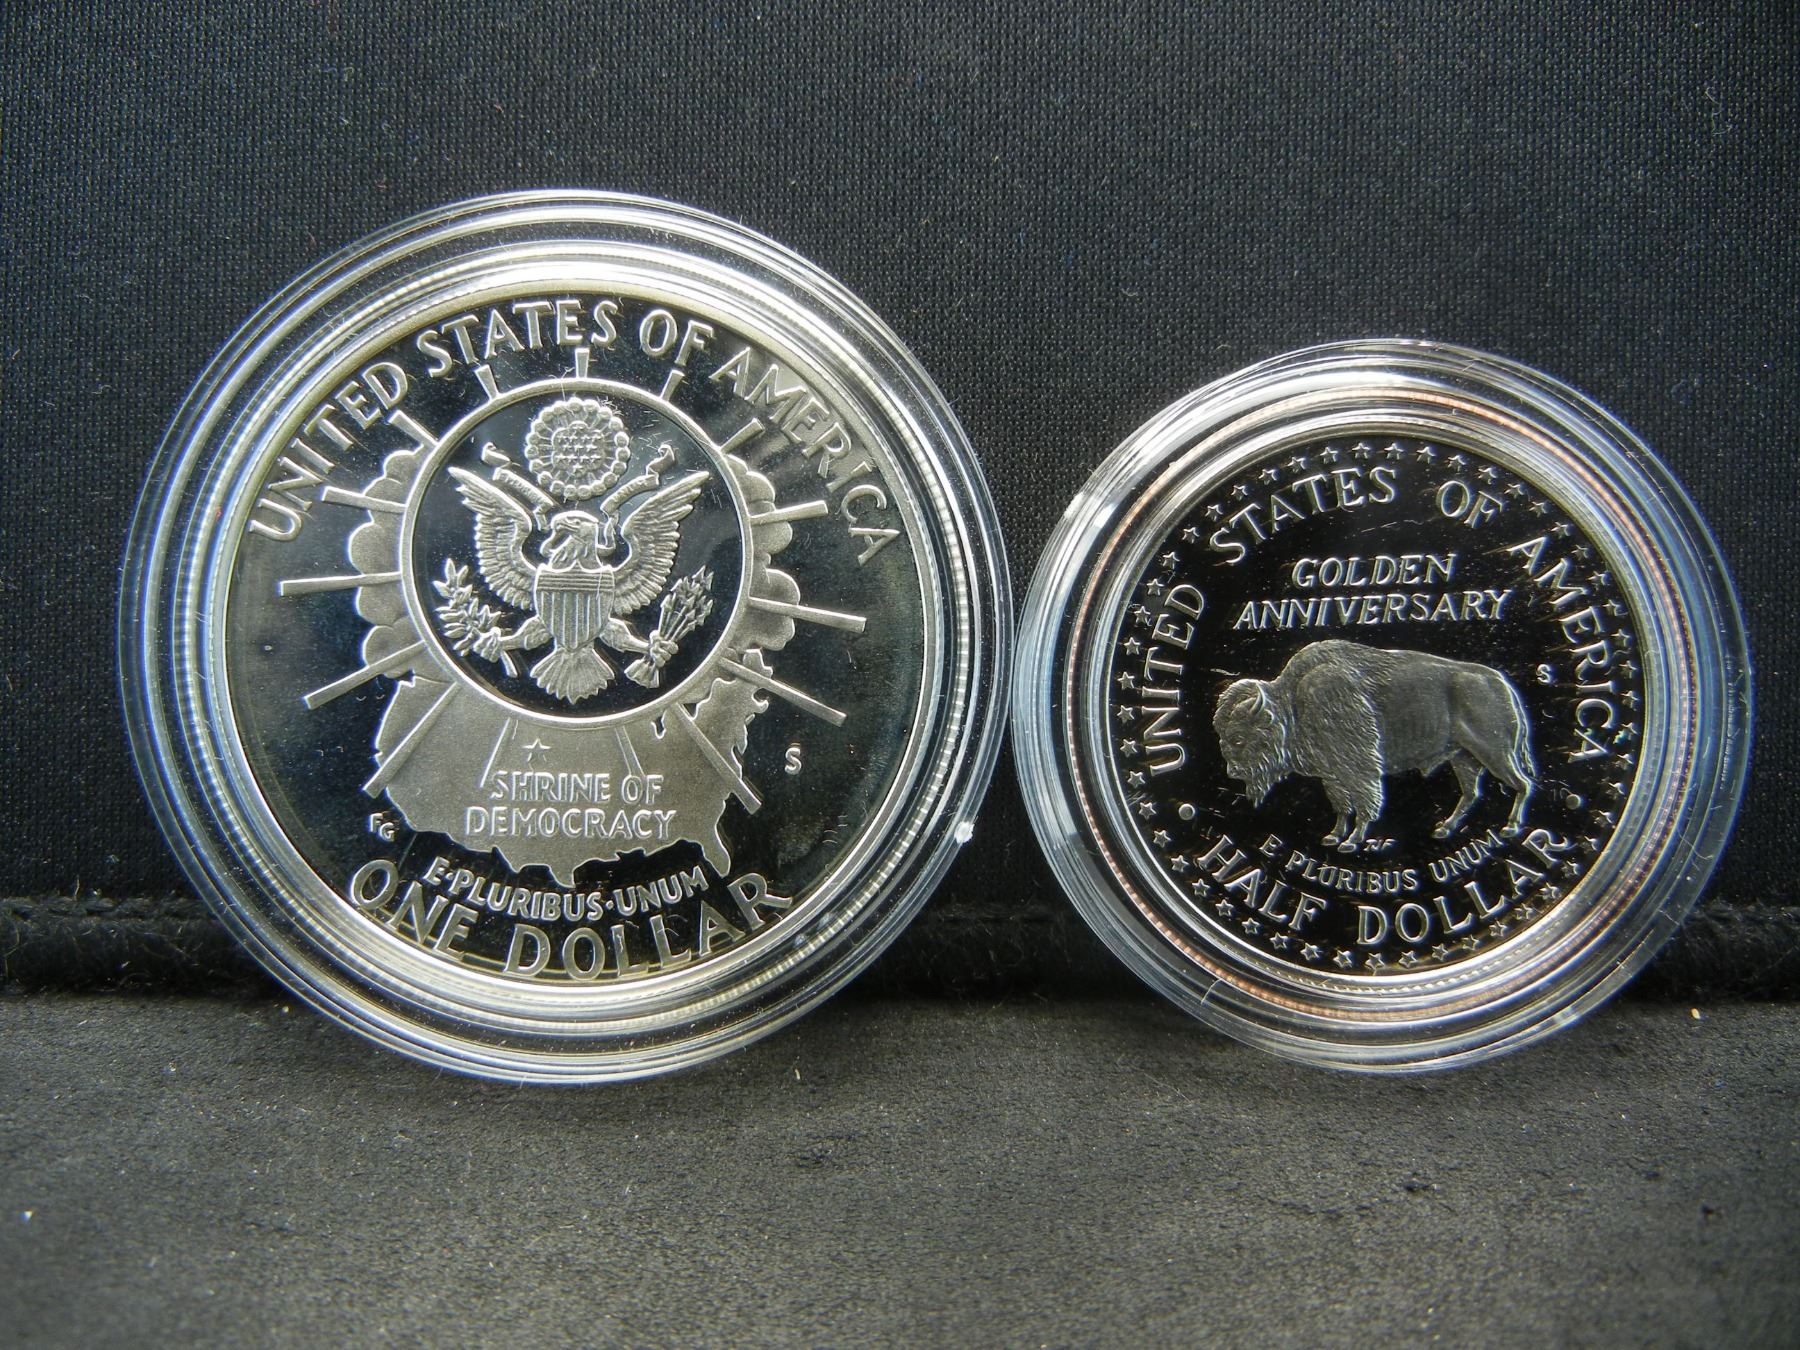 UNITED STATES OF AMERICA
SHRINE OF
DEMOCRACY
S
FG
E·PLURIBUS·UNUM
ONE DOLLAR
UNITED STATES OF AMERICA
GOLDEN
ANNIVERSARY
S
E PLURIBUS UNUM
HALF DOLLAR